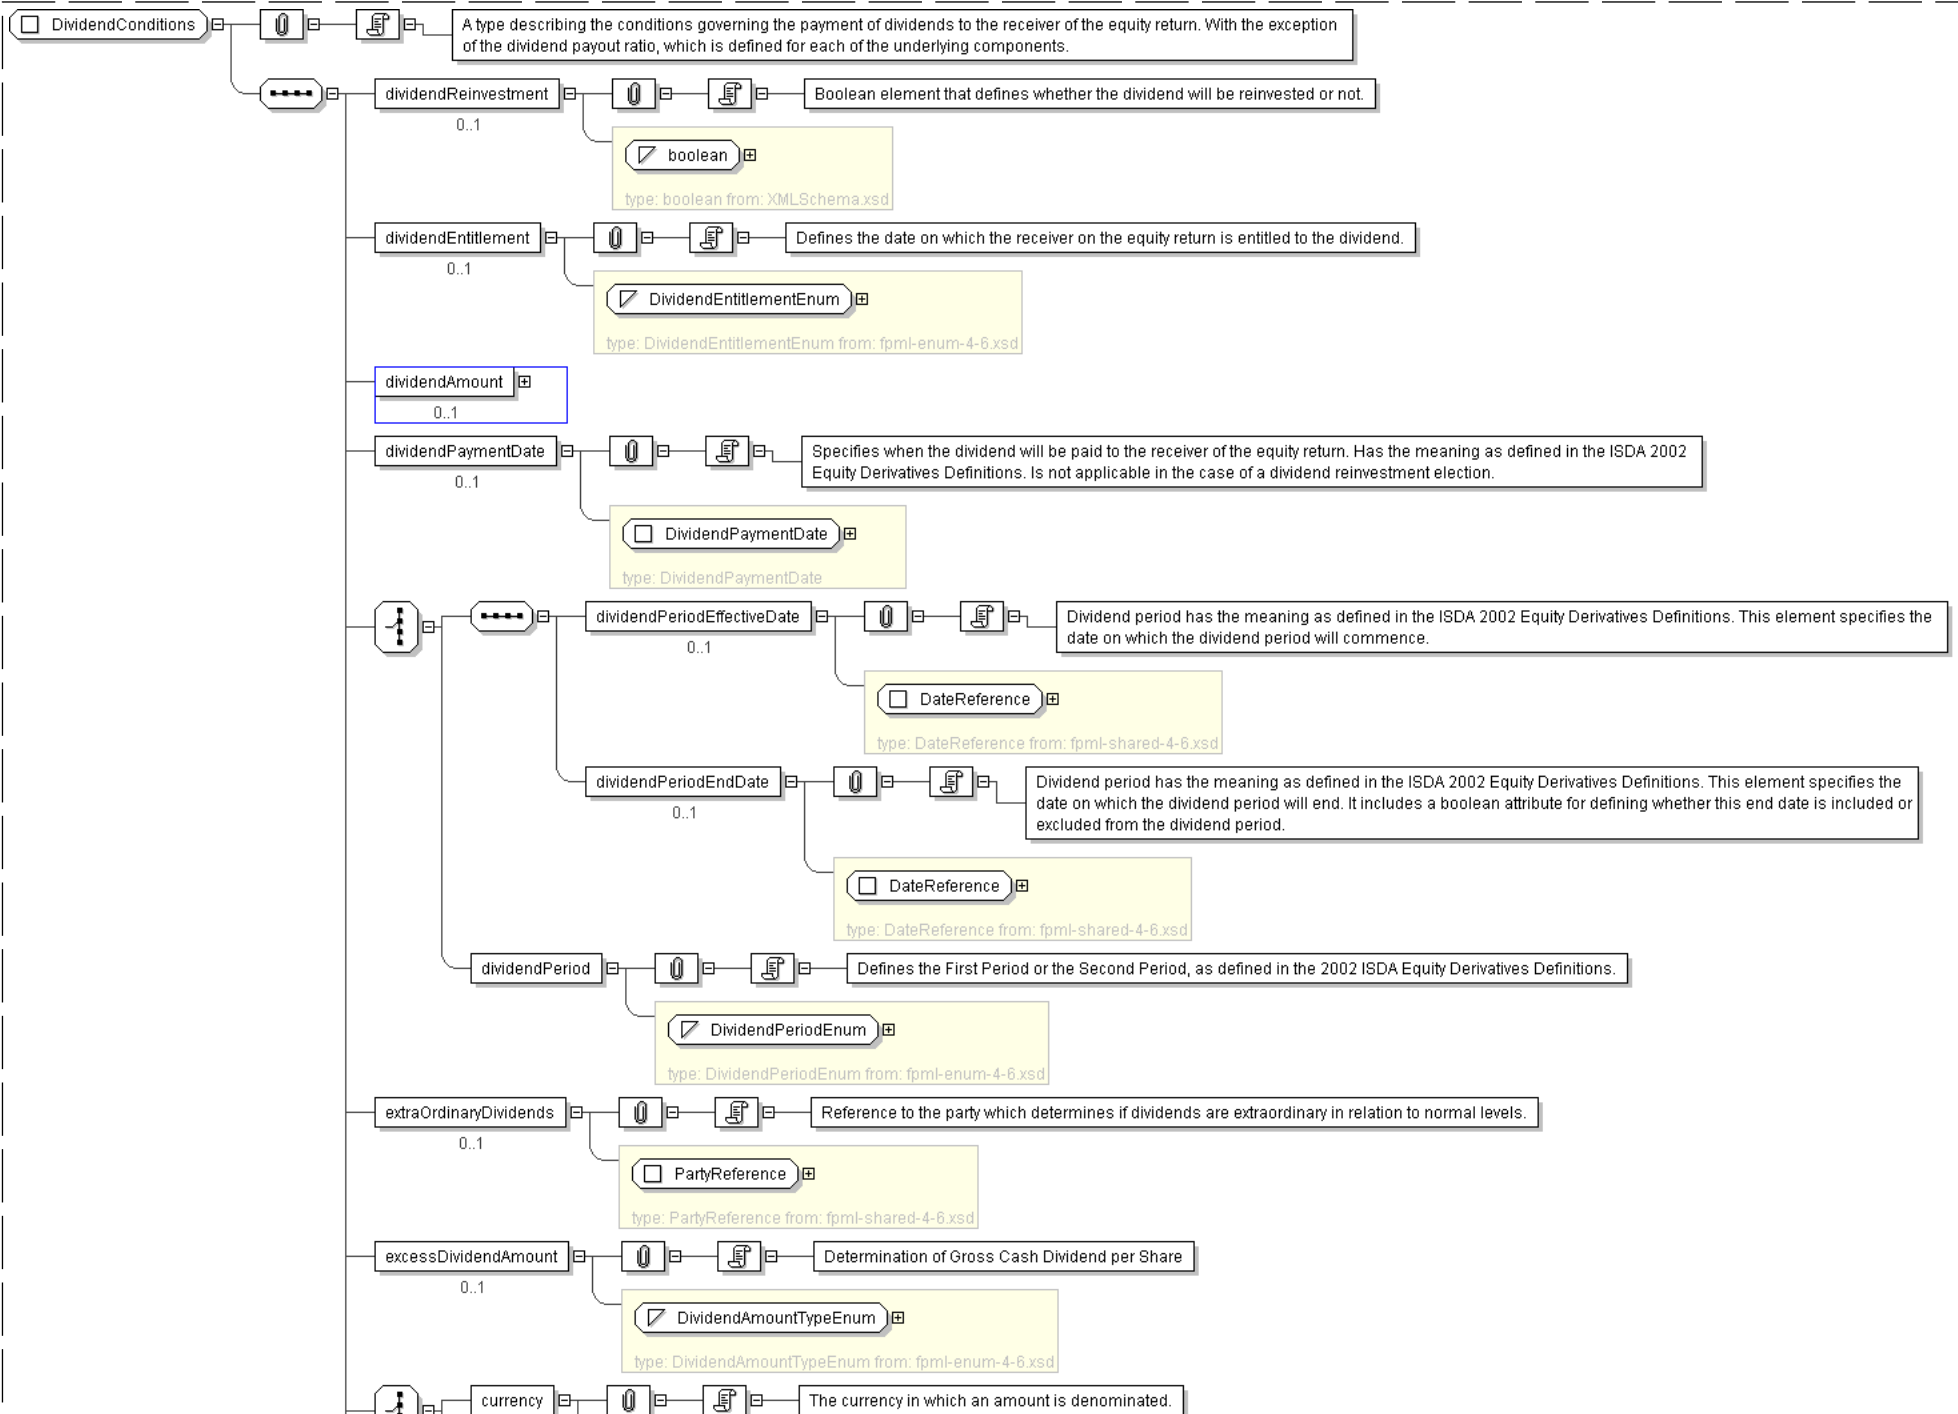 DividendConditions
A type describing the conditions governing the payment of dividends to the receiver of the equity return. With the exception
of the dividend payout ratio, which is defined for each of the underlying components.
dividendReinvestment
Boolean element that defines whether the dividend will be reinvested or not.
0..1
boolean
type: boolean from: XMLSchema.xsd
dividendEntitlement
Defines the date on which the receiver on the equity return is entitled to the dividend.
0..1
DividendEntitlementEnum
type: DividendEntitlementEnum from: fpml-enum-4-6.xsd
dividendAmount
0..1
dividendPaymentDate
Specifies when the dividend will be paid to the receiver of the equity return. Has the meaning as defined in the ISDA 2002
Equity Derivatives Definitions. Is not applicable in the case of a dividend reinvestment election.
0..1
DividendPaymentDate
type: DividendPaymentDate
dividendPeriodEffectiveDate
Dividend period has the meaning as defined in the ISDA 2002 Equity Derivatives Definitions. This element specifies the
date on which the dividend period will commence.
0..1
DateReference
type: DateReference from: fpml-shared-4-6.xsd
dividendPeriodEndDate
Dividend period has the meaning as defined in the ISDA 2002 Equity Derivatives Definitions. This element specifies the
date on which the dividend period will end. It includes a boolean attribute for defining whether this end date is included or
excluded from the dividend period.
0..1
DateReference
type: DateReference from: fpml-shared-4-6.xsd
dividendPeriod
Defines the First Period or the Second Period, as defined in the 2002 ISDA Equity Derivatives Definitions.
DividendPeriodEnum
type: DividendPeriodEnum from: fpml-enum-4-6.xsd
extraOrdinaryDividends
Reference to the party which determines if dividends are extraordinary in relation to normal levels.
0..1
PartyReference
type: PartyReference from: fpml-shared-4-6.xsd
excessDividendAmount
Determination of Gross Cash Dividend per Share
0..1
DividendAmountTypeEnum
type: DividendAmountTypeEnum from: fpml-enum-4-6.xsd
currency
The currency in which an amount is denominated.